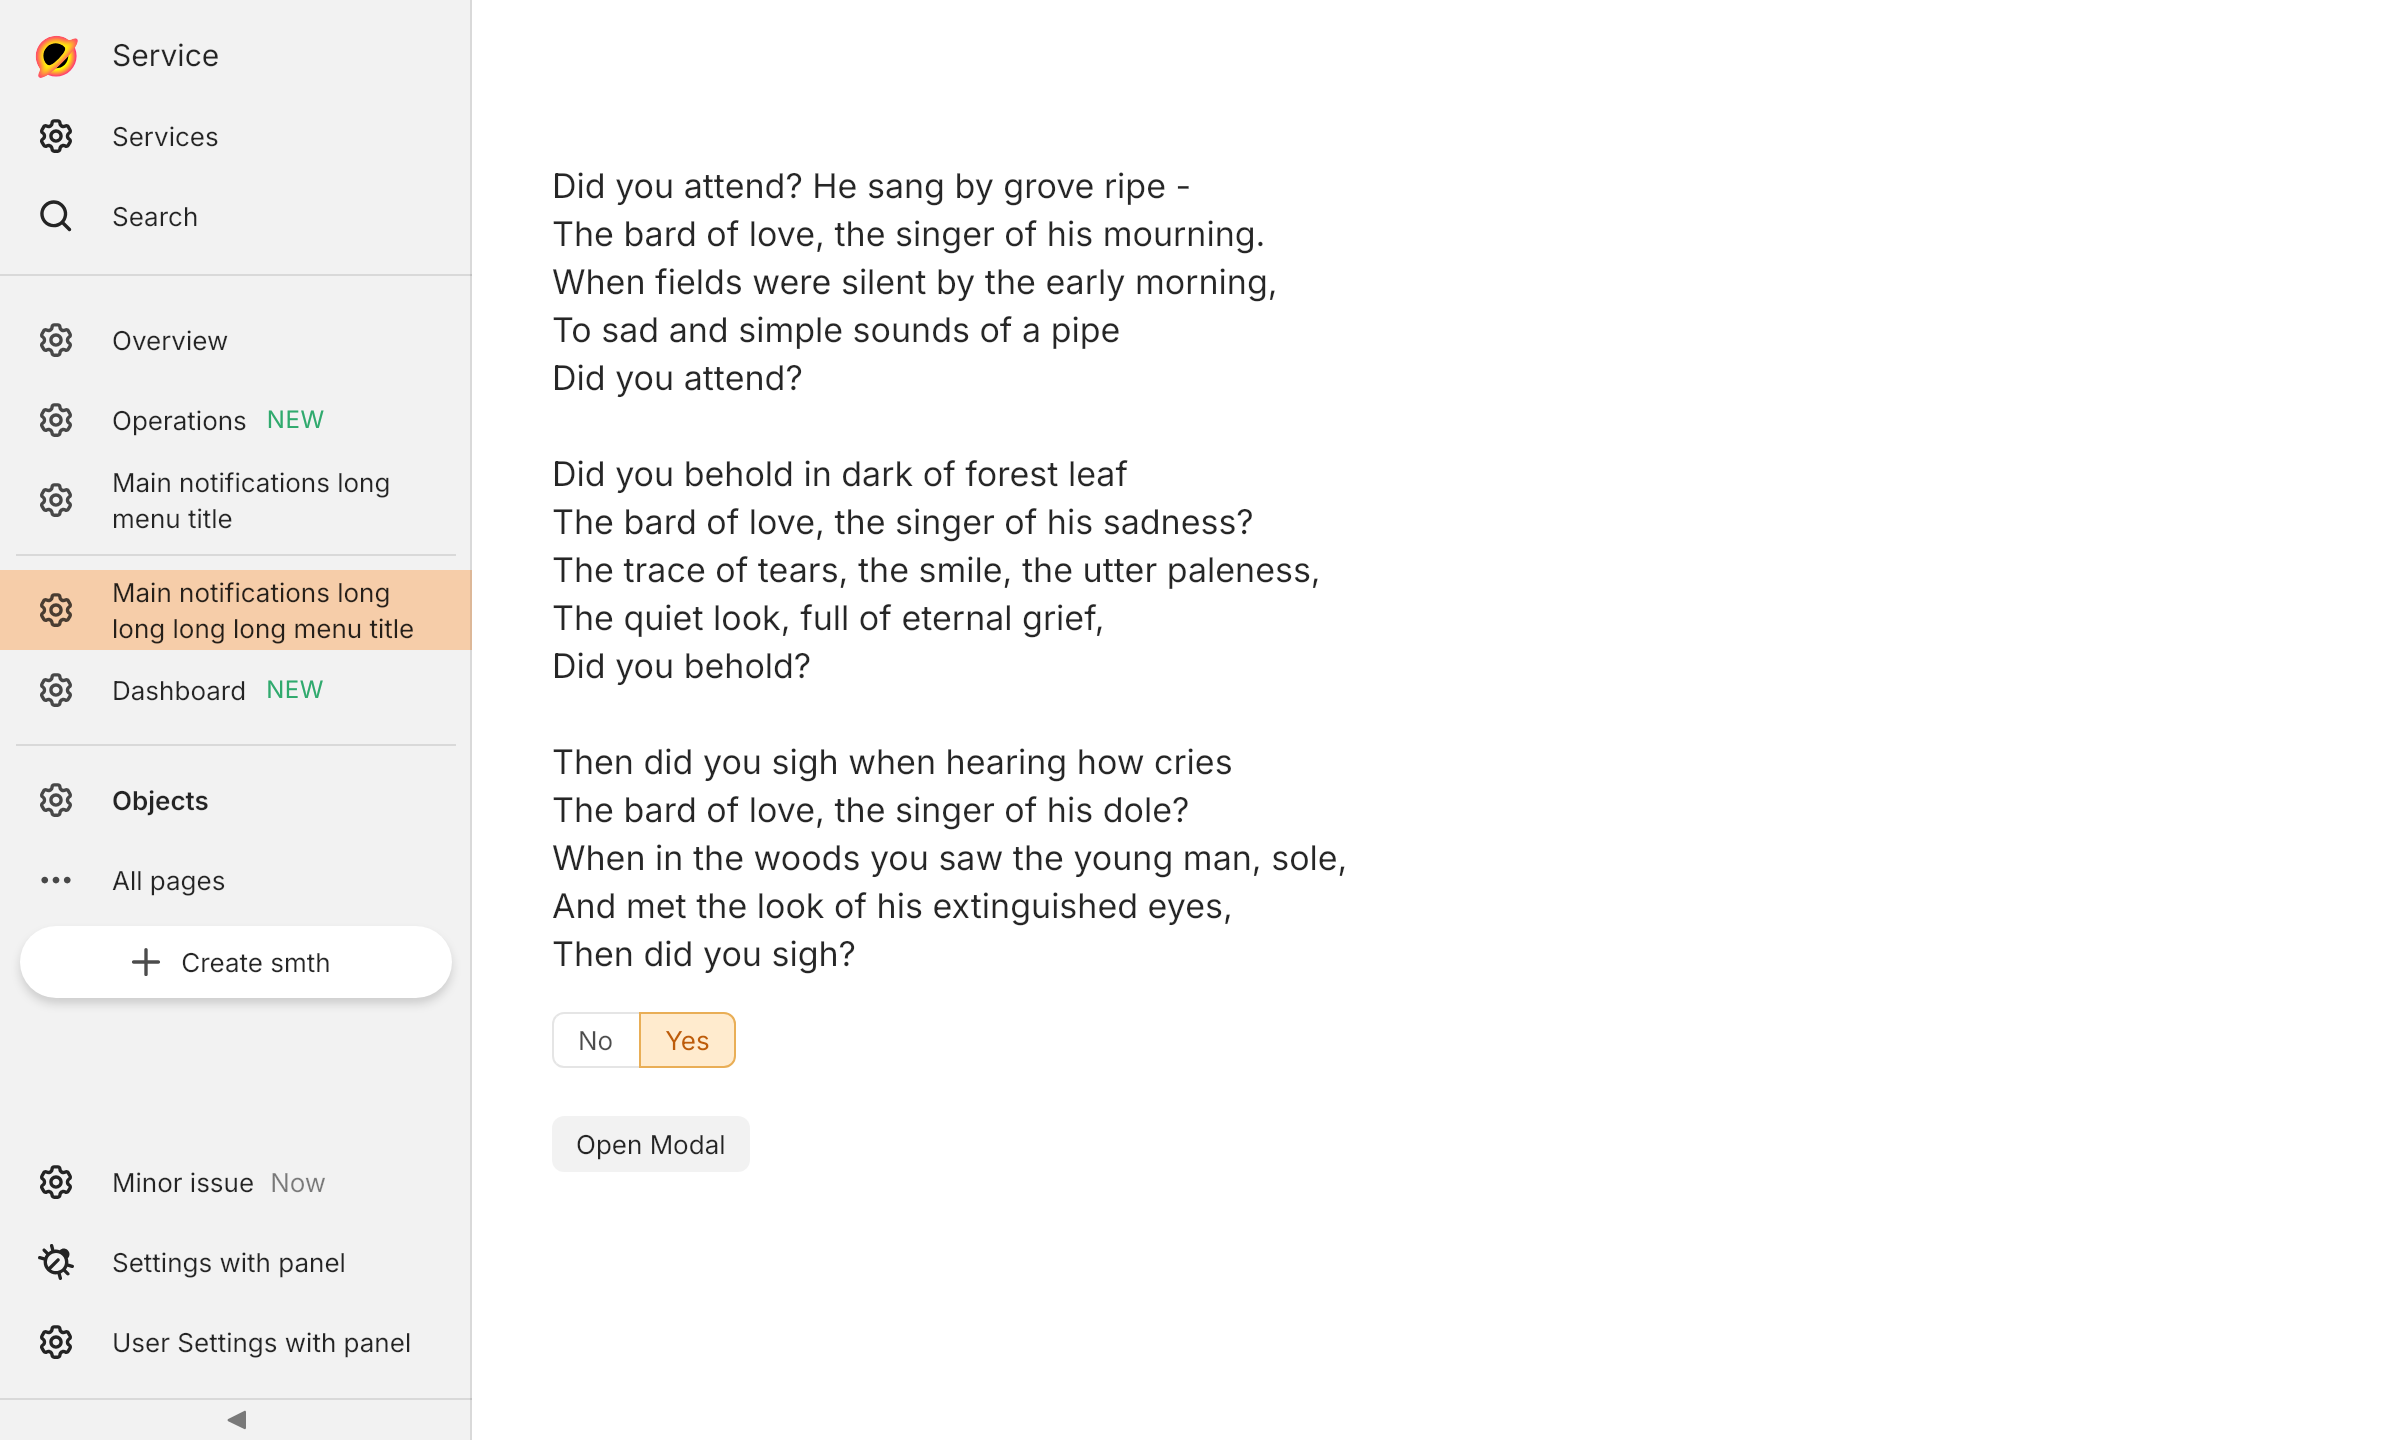 Service
Services
Search
Overview
Operations NEW
Main notifications long
menu title
Main notifications long
long long long menu title
Dashboard NEW
Objects
All pages
Create smth
Minor issue Now
Settings with panel
User Settings with panel
Did you attend? He sang by grove ripe -
The bard of love, the singer of his mourning.
When fields were silent by the early morning,
To sad and simple sounds of a pipe
Did you attend?
Did you behold in dark of forest leaf
The bard of love, the singer of his sadness?
The trace of tears, the smile, the utter paleness,
The quiet look, full of eternal grief,
Did you behold?
Then did you sigh when hearing how cries
The bard of love, the singer of his dole?
When in the woods you saw the young man, sole,
And met the look of his extinguished eyes,
Then did you sigh?
No Yes
Open Modal